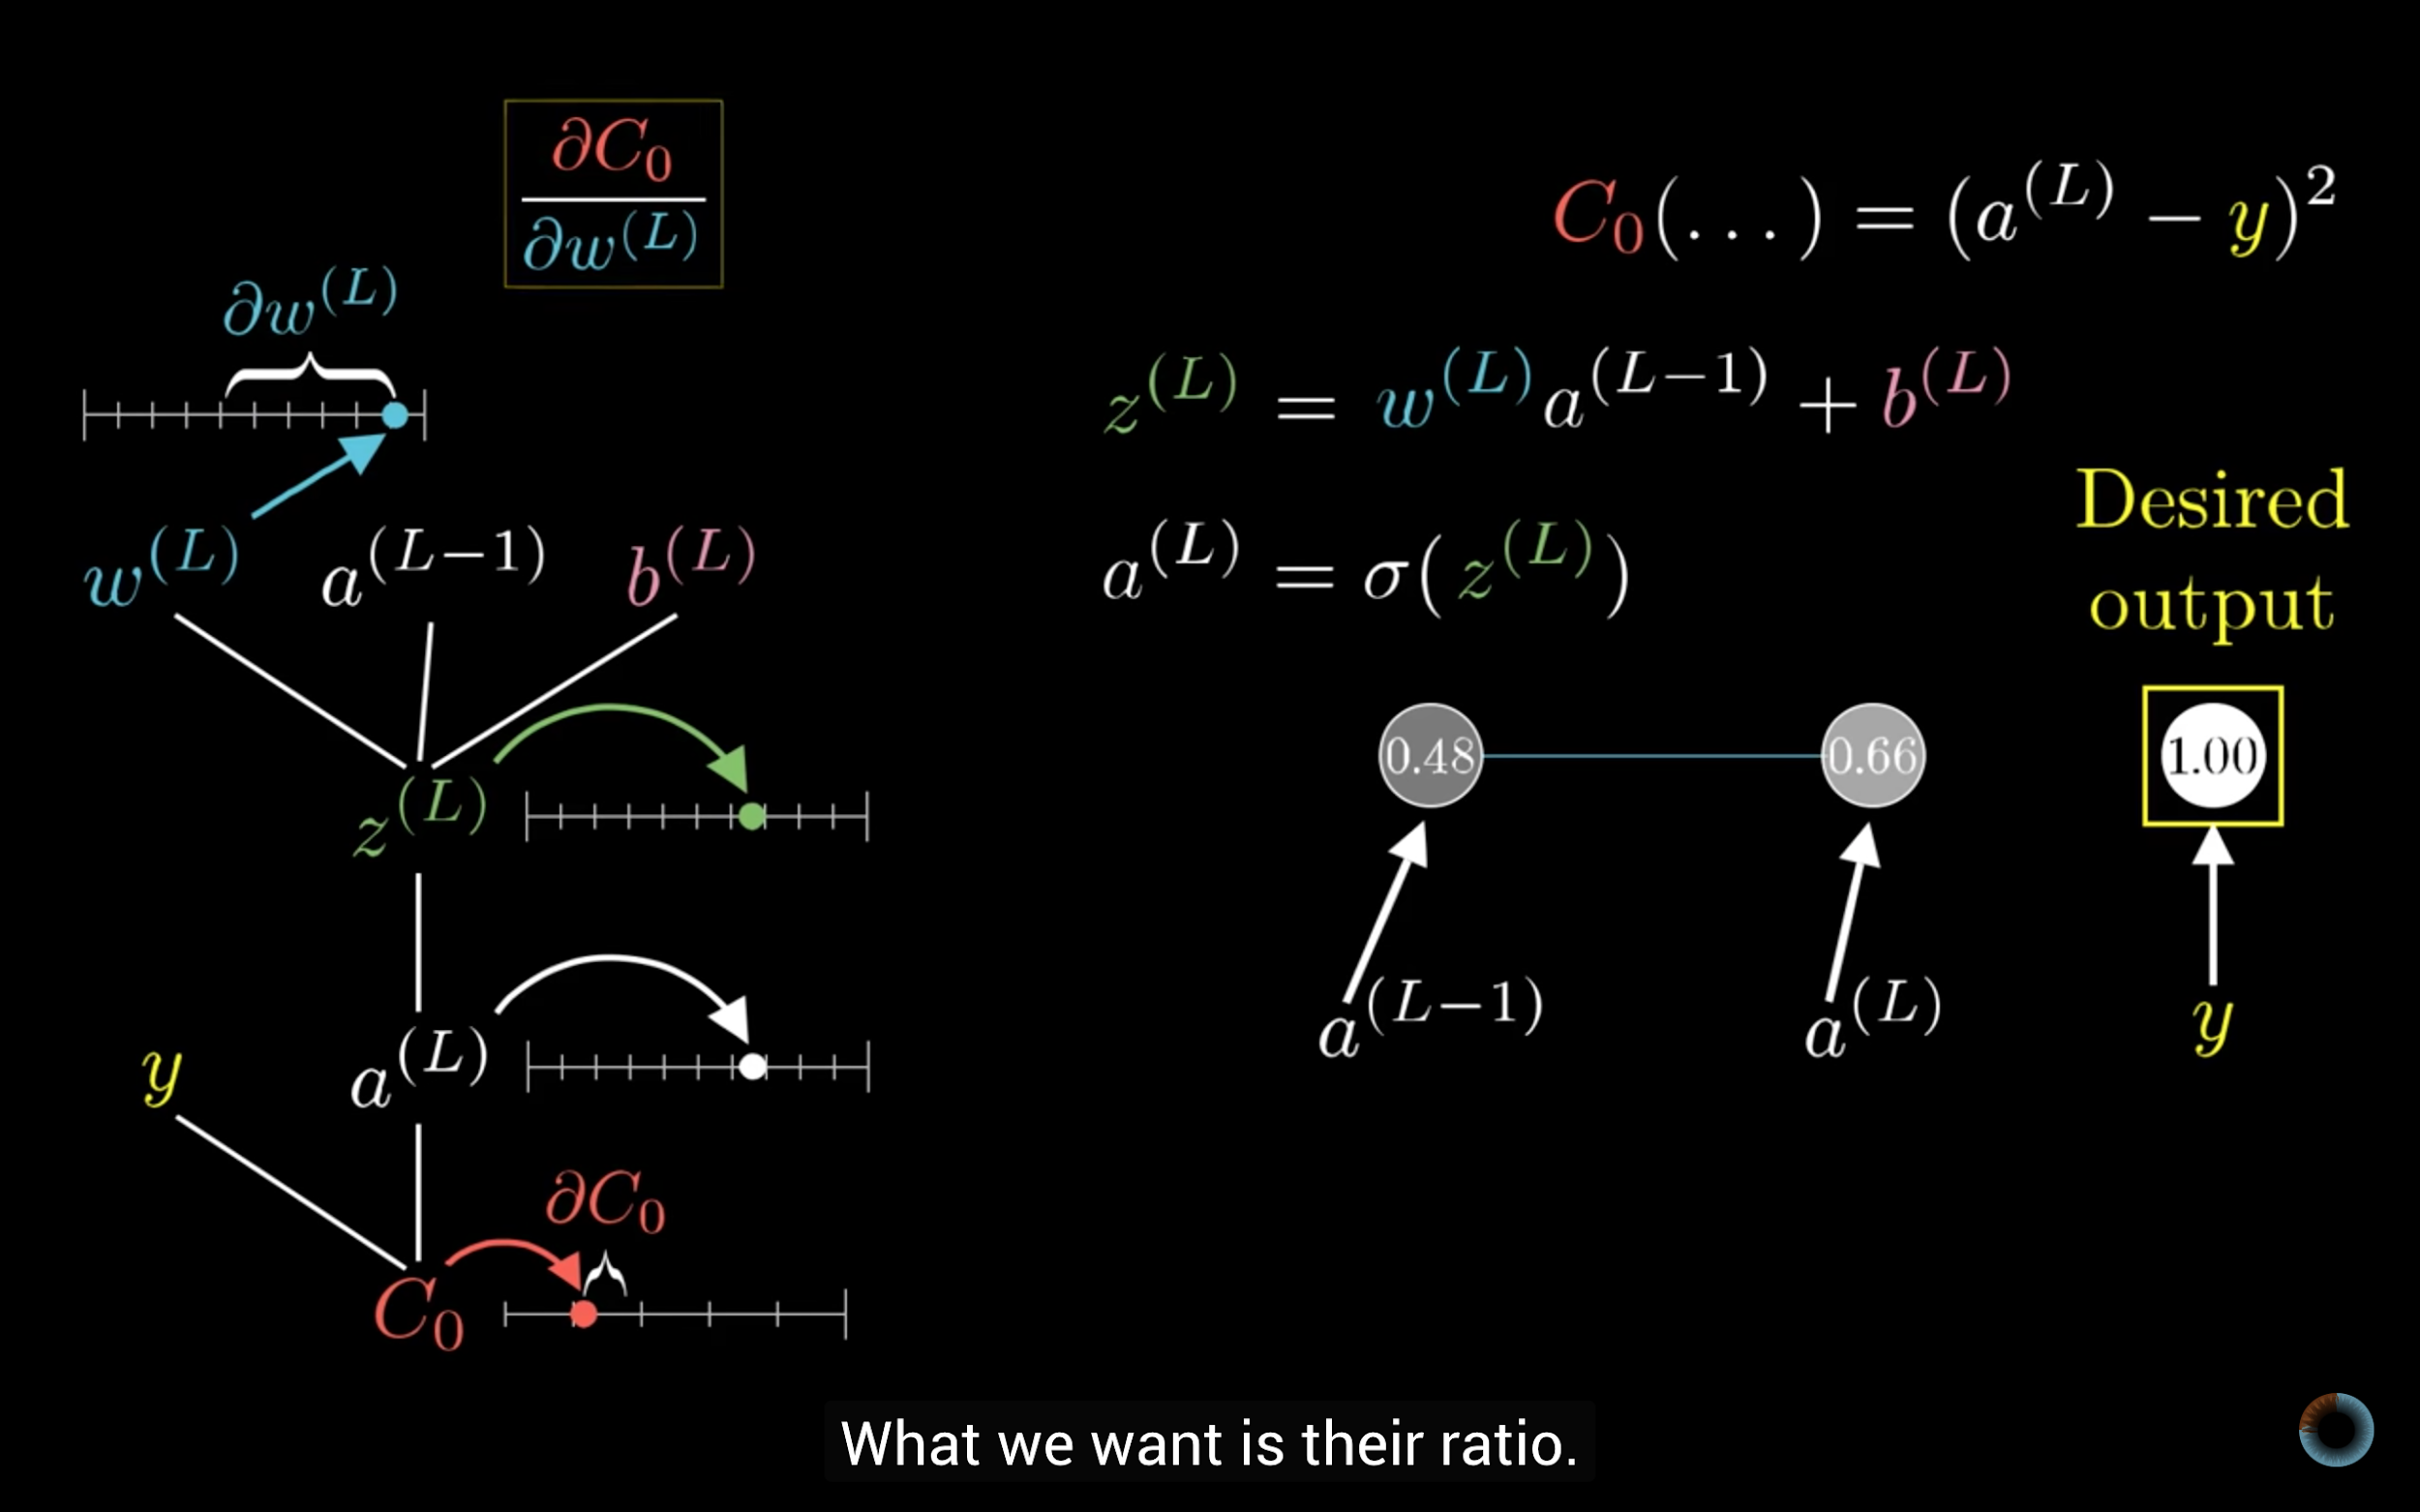 ∂C₀
∂w⁽ᴸ⁾
C₀(...) = (a⁽ᴸ⁾ − y)²
∂w⁽ᴸ⁾
z⁽ᴸ⁾ = w⁽ᴸ⁾a⁽ᴸ⁻¹⁾ + b⁽ᴸ⁾
Desired
output
w⁽ᴸ⁾ a⁽ᴸ⁻¹⁾ b⁽ᴸ⁾
a⁽ᴸ⁾ = σ(z⁽ᴸ⁾)
0.48 0.66 1.00
z⁽ᴸ⁾
a⁽ᴸ⁻¹⁾ a⁽ᴸ⁾ y
y a⁽ᴸ⁾
∂C₀
C₀
What we want is their ratio.